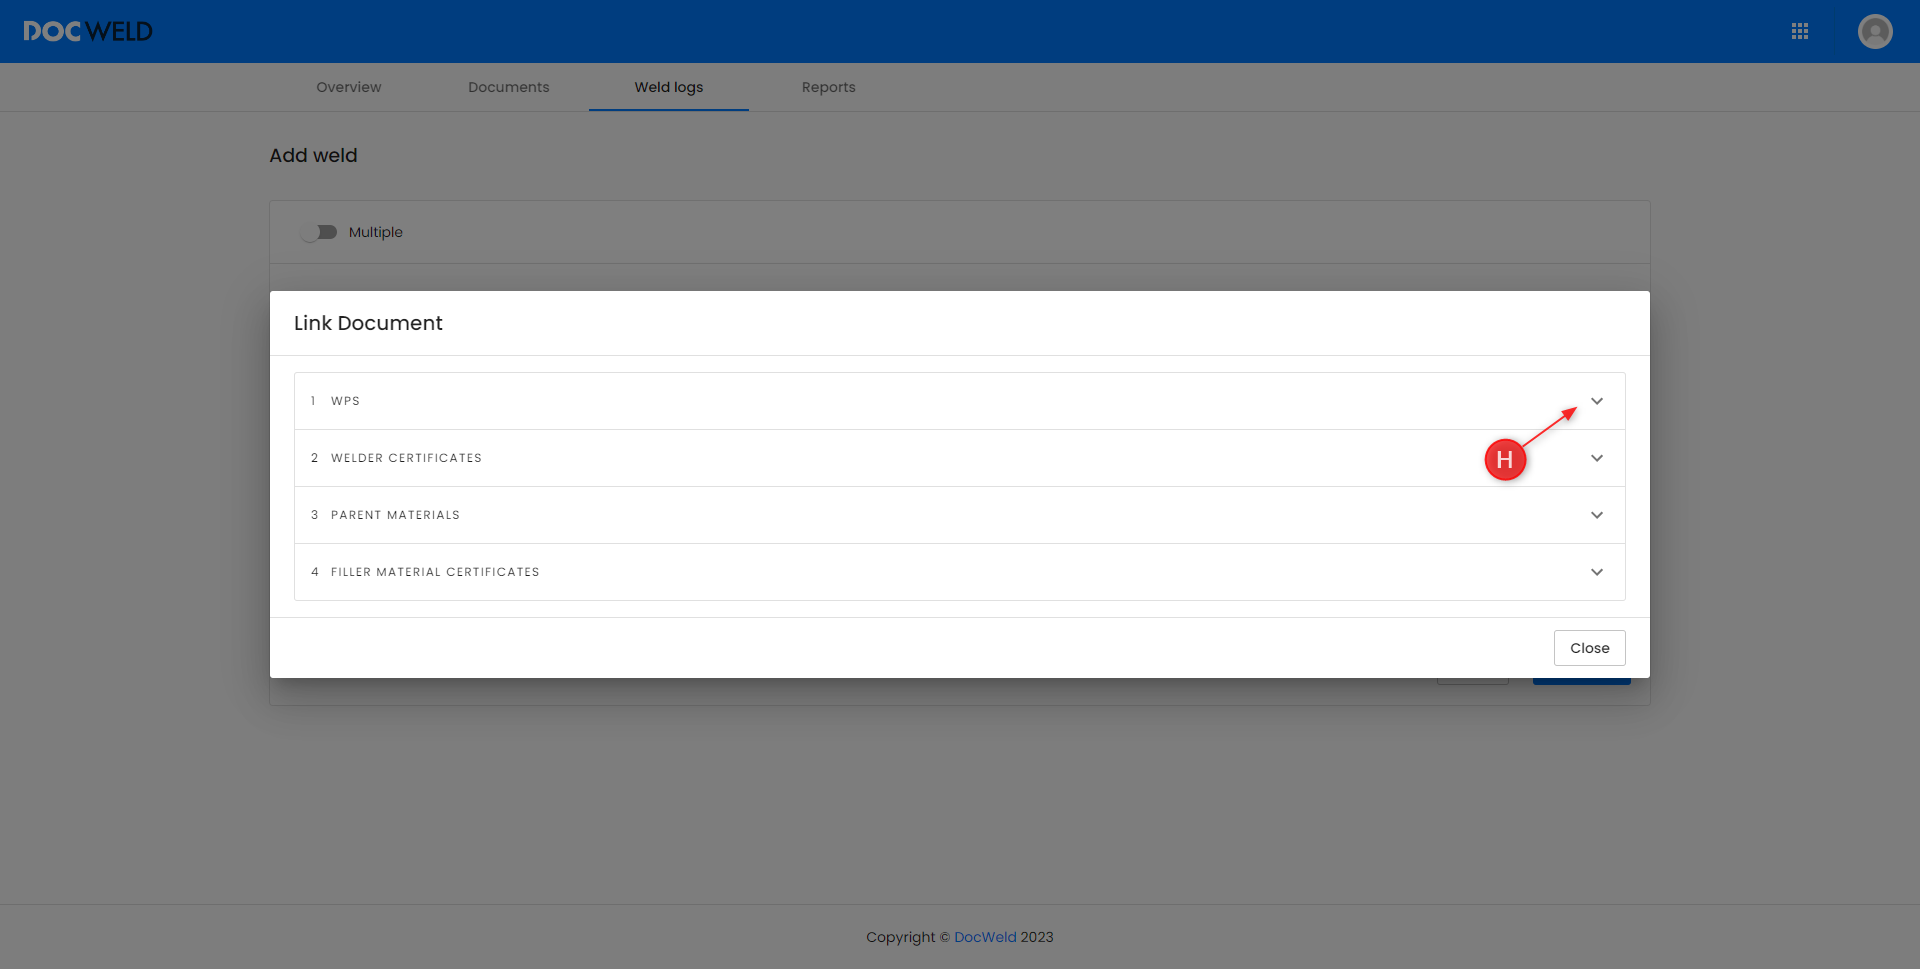 DOCWELD
Overview Documents Weld logs Reports
Add weld
Multiple
Link Document
1 WPS
H
2 WELDER CERTIFICATES
3 PARENT MATERIALS
4 FILLER MATERIAL CERTIFICATES
Close
Copyright © DocWeld 2023